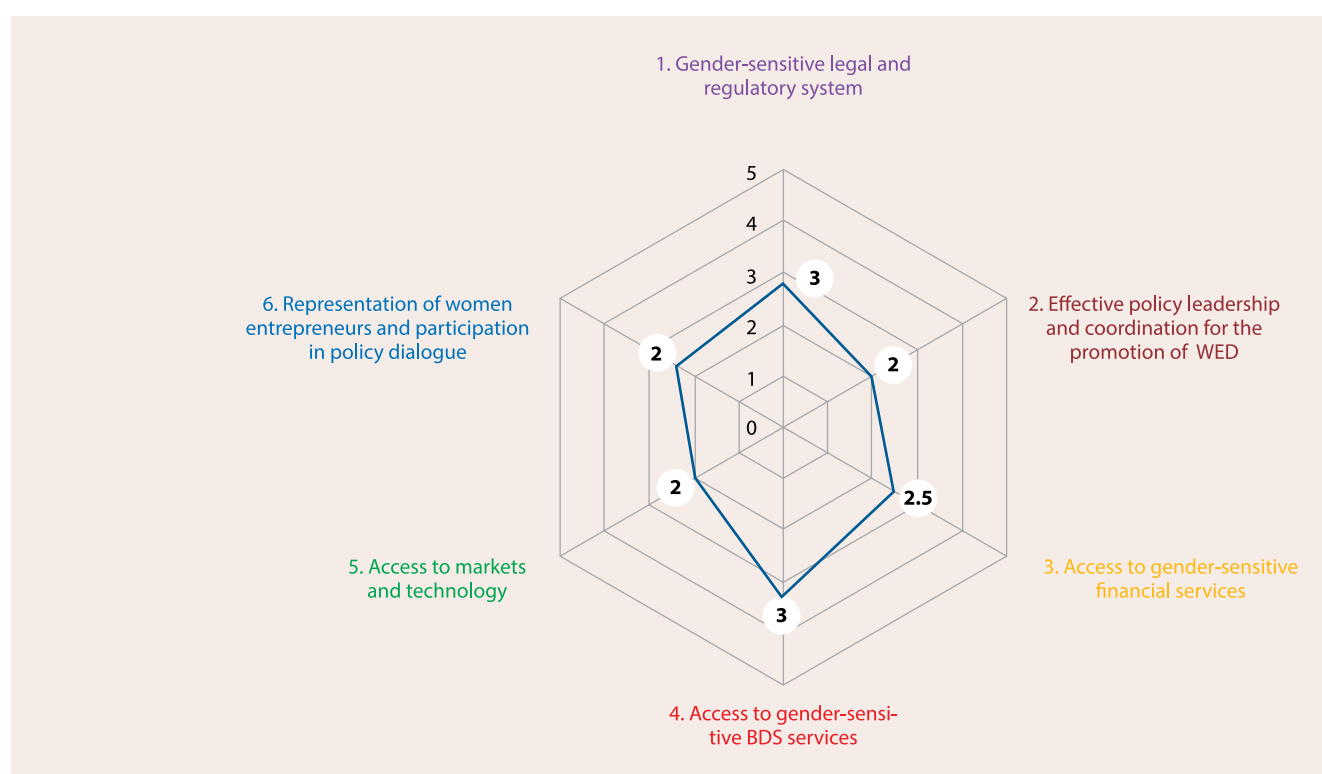 1. Gender-sensitive legal and
regulatory system
5
4
3
3
2
1
0
2. Effective policy leadership
and coordination for the
promotion of WED
2
2.5
3. Access to gender-sensitive
financial services
3
4. Access to gender-sensi-
tive BDS services
2
5. Access to markets
and technology
2
6. Representation of women
entrepreneurs and participation
in policy dialogue